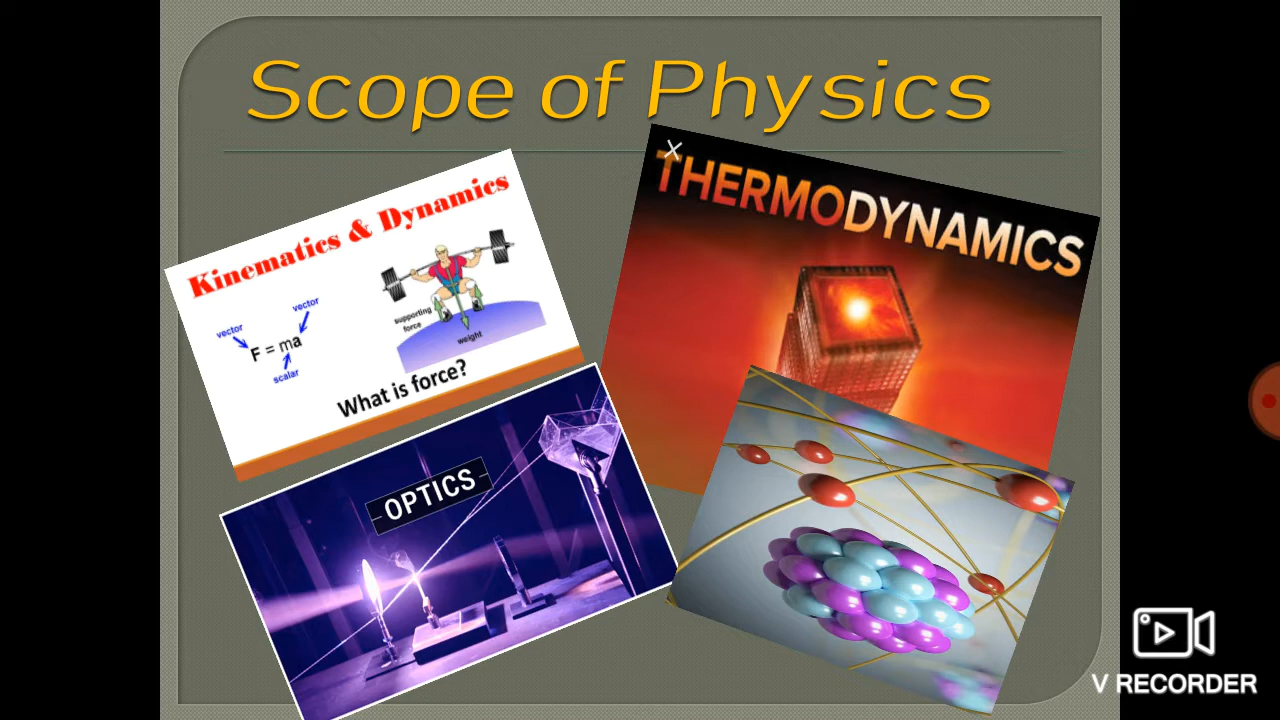 Scope of Physics
Kinematics & Dynamics
vector
vector
F = ma
scalar
supporting
force
weight
What is force?
THERMODYNAMICS
OPTICS
V RECORDER